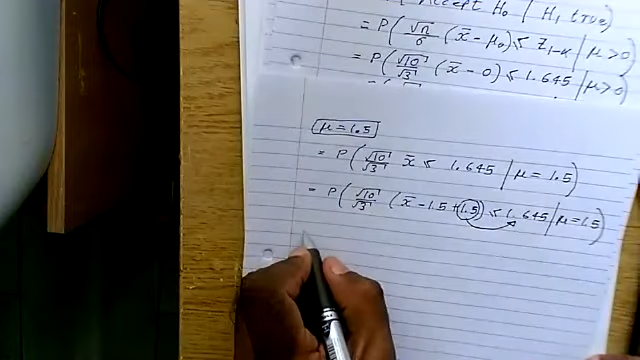 Accept H₀ | H₁ true)
= P( √n/σ (x̄ - μ₀) < Z₁₋α | μ > 0)
= P( √10/√3 (x̄ - 0) < 1.645 | μ > 0)
μ = 1.5
= P( √10/√3 x̄ < 1.645 | μ = 1.5)
= P( √10/√3 (x̄ - 1.5 + 1.5) < 1.645 | μ = 1.5)